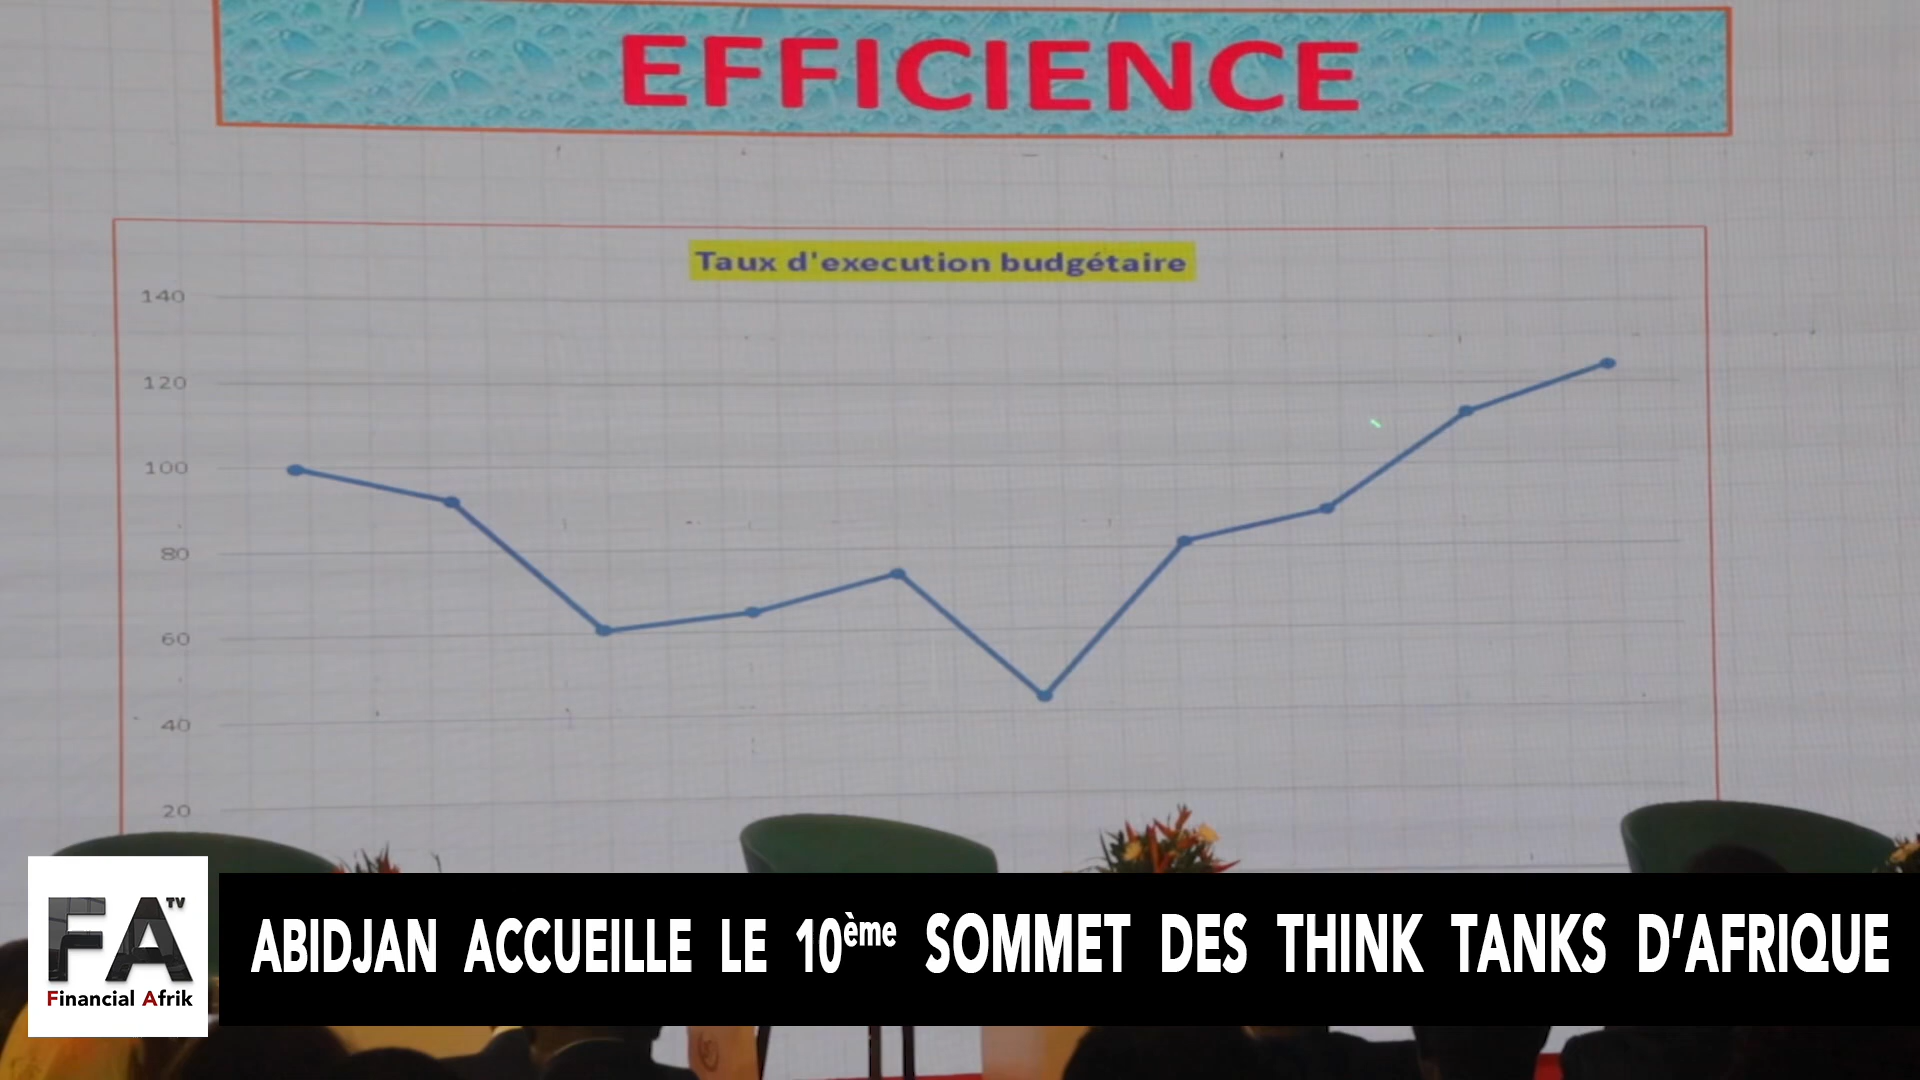 EFFICIENCE
Taux d'execution budgétaire
140
120
100
80
60
40
20
FA TV
Financial Afrik
ABIDJAN ACCUEILLE LE 10ème SOMMET DES THINK TANKS D'AFRIQUE